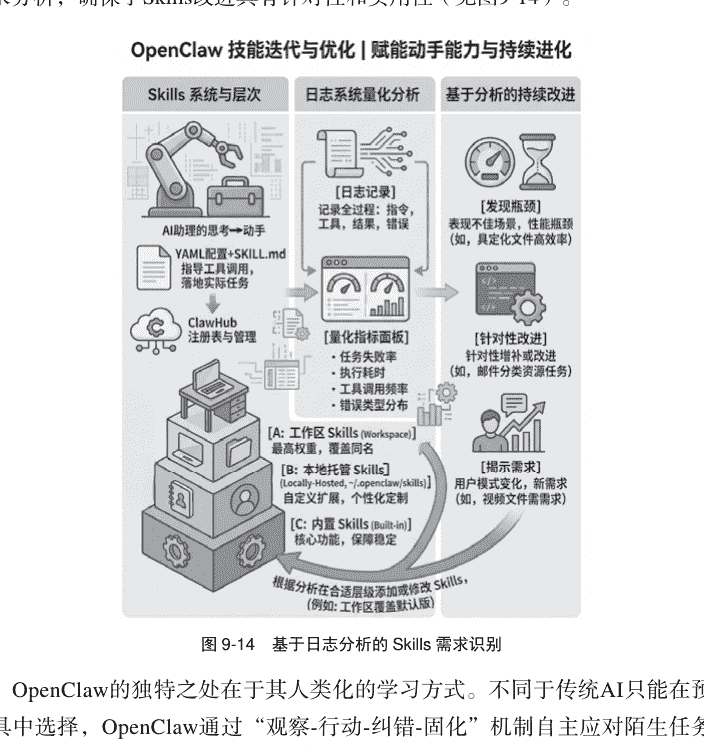 求分析，确保了Skills改进具有针对性和实用性（见图9-14）。
OpenClaw 技能迭代与优化 | 赋能动手能力与持续进化
Skills 系统与层次
AI助理的思考→动手
YAML配置+SKILL.md
指导工具调用，
落地实际任务
ClawHub
注册表与管理
日志系统量化分析
[日志记录]
记录全过程：指令，
工具，结果，错误
[量化指标面板]
· 任务失败率
· 执行耗时
· 工具调用频率
· 错误类型分布
[A: 工作区 Skills (Workspace)]
最高权重，覆盖同名
[B: 本地托管 Skills]
(Locally-Hosted, ~/.openclaw/skills)
自定义扩展，个性化定制
[C: 内置 Skills (Built-in)]
核心功能，保障稳定
基于分析的持续改进
[发现瓶颈]
表现不佳场景，性能瓶颈
(如，具定化文件高效率)
[针对性改进]
针对性增补或改进
(如，邮件分类资源任务)
[揭示需求]
用户模式变化，新需求
(如，视频文件需需求)
根据分析在合适层级添加或修改 Skills，
(例如: 工作区覆盖默认版)
图 9-14 基于日志分析的 Skills 需求识别
OpenClaw的独特之处在于其人类化的学习方式。不同于传统AI只能在预
具中选择，OpenClaw通过“观察-行动-纠错-固化”机制自主应对陌生任务